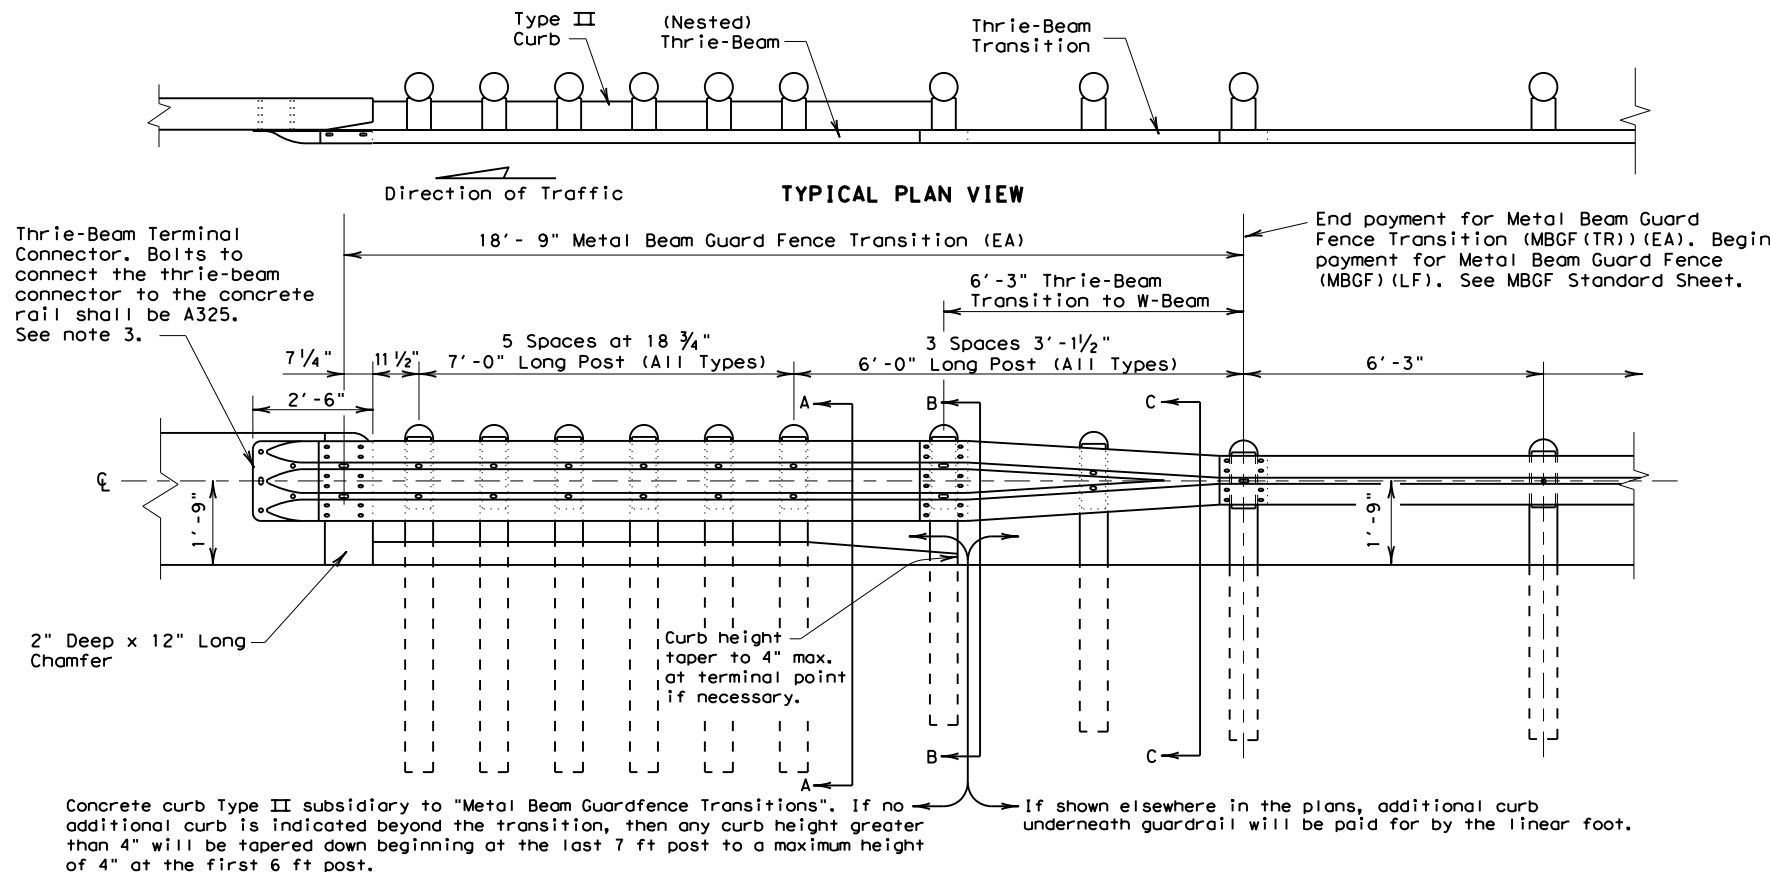 Type II
Curb
(Nested)
Thrie-Beam
Thrie-Beam
Transition
Direction of Traffic
TYPICAL PLAN VIEW
Thrie-Beam Terminal
Connector. Bolts to
connect the thrie-beam
connector to the concrete
rail shall be A325.
See note 3.
18'- 9" Metal Beam Guard Fence Transition (EA)
End payment for Metal Beam Guard
Fence Transition (MBGF(TR))(EA). Begin
payment for Metal Beam Guard Fence
(MBGF)(LF). See MBGF Standard Sheet.
6'-3" Thrie-Beam
Transition to W-Beam
7 1/4"
11 1/2"
5 Spaces at 18 3/4"
7'-0" Long Post (All Types)
3 Spaces 3'-1 1/2"
6'-0" Long Post (All Types)
6'-3"
2'-6"
A
B
C
℄
1'-9"
1'-9"
2" Deep x 12" Long
Chamfer
Curb height
taper to 4" max.
at terminal point
if necessary.
A
B
C
Concrete curb Type II subsidiary to "Metal Beam Guardfence Transitions". If no
additional curb is indicated beyond the transition, then any curb height greater
than 4" will be tapered down beginning at the last 7 ft post to a maximum height
of 4" at the first 6 ft post.
If shown elsewhere in the plans, additional curb
underneath guardrail will be paid for by the linear foot.